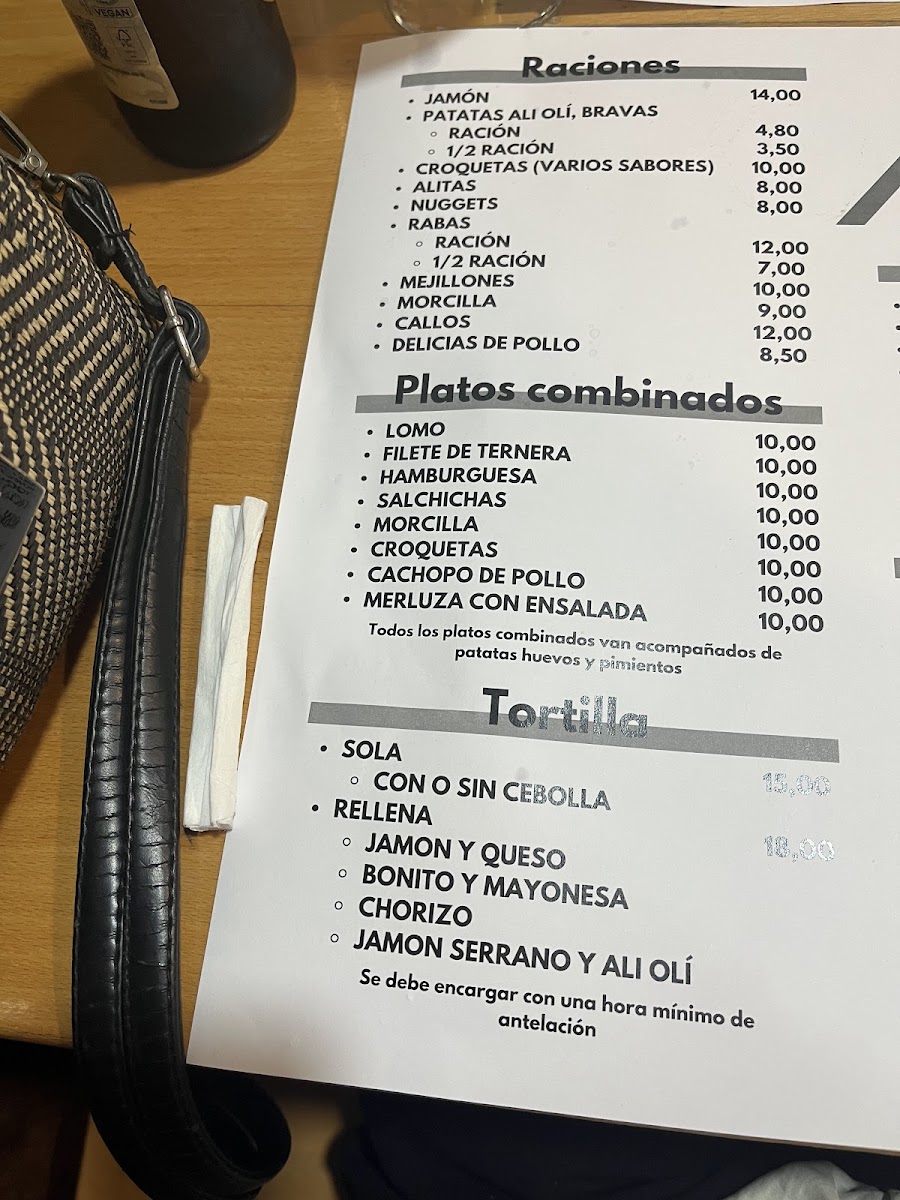 VEGAN
Raciones
• JAMÓN 14,00
• PATATAS ALI OLÍ, BRAVAS
○ RACIÓN 4,80
○ 1/2 RACIÓN 3,50
• CROQUETAS (VARIOS SABORES) 10,00
• ALITAS 8,00
• NUGGETS 8,00
• RABAS
○ RACIÓN 12,00
○ 1/2 RACIÓN 7,00
• MEJILLONES 10,00
• MORCILLA 9,00
• CALLOS 12,00
• DELICIAS DE POLLO 8,50
Platos combinados
• LOMO 10,00
• FILETE DE TERNERA 10,00
• HAMBURGUESA 10,00
• SALCHICHAS 10,00
• MORCILLA 10,00
• CROQUETAS 10,00
• CACHOPO DE POLLO 10,00
• MERLUZA CON ENSALADA 10,00
Todos los platos combinados van acompañados de
patatas huevos y pimientos
Tortilla
• SOLA 15,00
○ CON O SIN CEBOLLA
• RELLENA 18,00
○ JAMON Y QUESO
○ BONITO Y MAYONESA
○ CHORIZO
○ JAMON SERRANO Y ALI OLÍ
Se debe encargar con una hora mínimo de
antelación